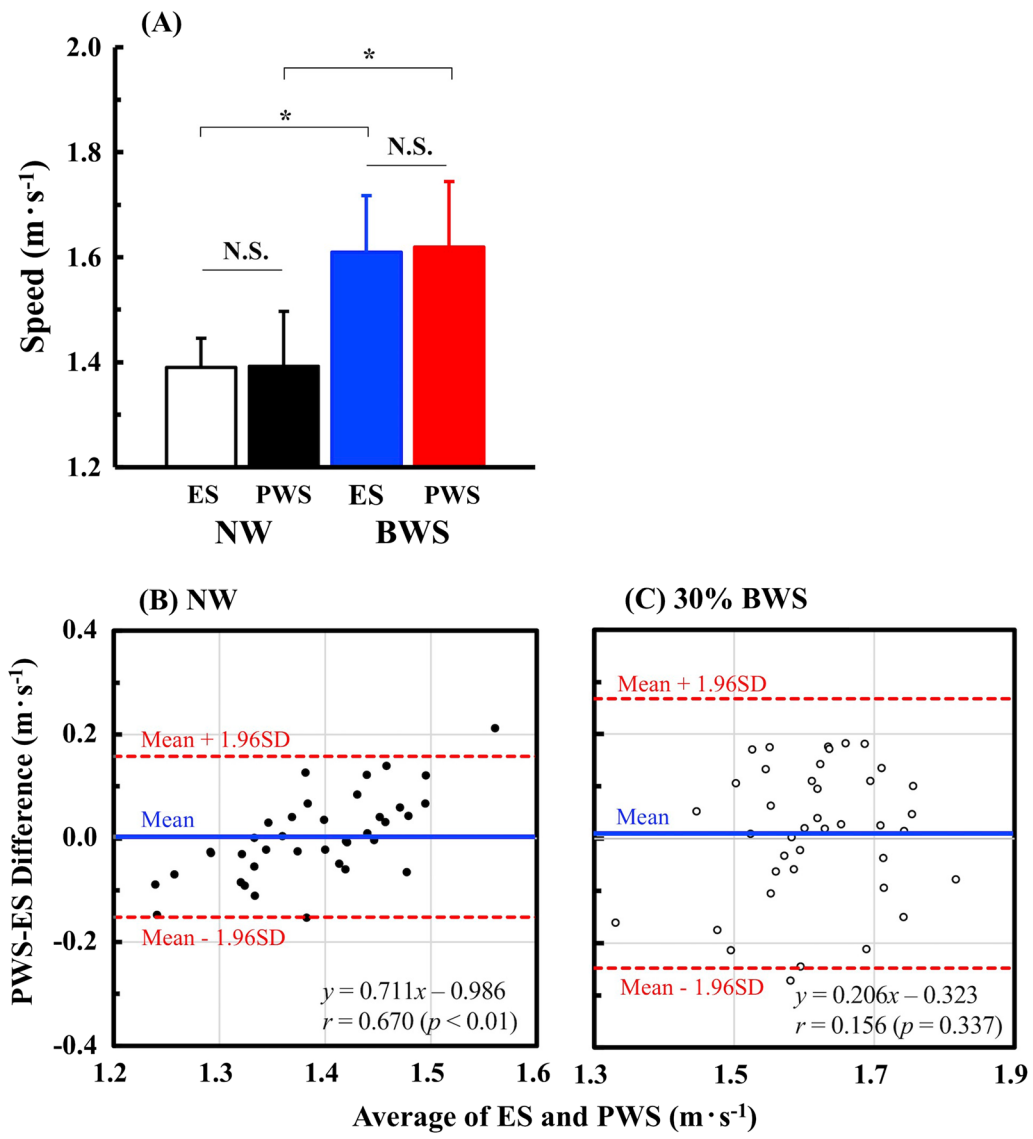 (A)
Speed (m·s-1)
2.0
1.8
1.6
1.4
1.2
*
*
N.S.
N.S.
ES PWS ES PWS
NW BWS
(B) NW
(C) 30% BWS
PWS-ES Difference (m·s-1)
0.4
0.2
0.0
-0.2
-0.4
Mean + 1.96SD
Mean
Mean - 1.96SD
y = 0.711x – 0.986
r = 0.670 (p < 0.01)
1.2 1.3 1.4 1.5 1.6
Mean + 1.96SD
Mean
Mean - 1.96SD
y = 0.206x – 0.323
r = 0.156 (p = 0.337)
1.3 1.5 1.7 1.9
Average of ES and PWS (m·s-1)